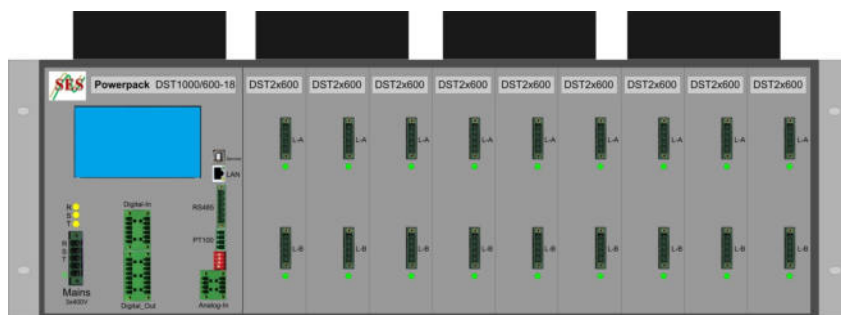 SES Powerpack DST1000/600-18
DST2x600 DST2x600 DST2x600 DST2x600 DST2x600 DST2x600 DST2x600 DST2x600 DST2x600
L-A L-A L-A L-A L-A L-A L-A L-A L-A
LAN
Digital-In
RS485
R
S
T
PT100
R
S
T
L-B L-B L-B L-B L-B L-B L-B L-B L-B
Mains
3x400V
Digital_Out
Analog-In